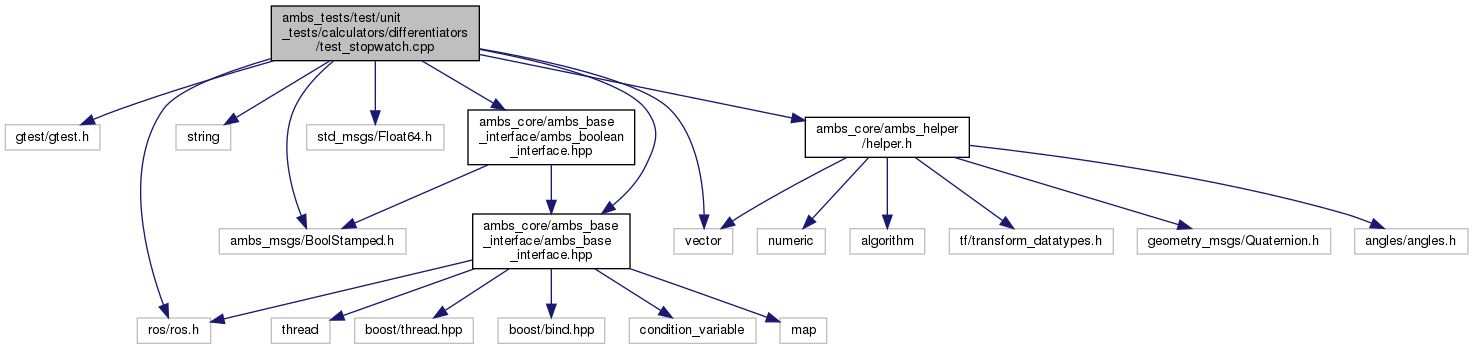 ambs_tests/test/unit
_tests/calculators/differentiators
/test_stopwatch.cpp
gtest/gtest.h
string
std_msgs/Float64.h
ambs_core/ambs_base
_interface/ambs_boolean
_interface.hpp
ambs_core/ambs_helper
/helper.h
ambs_msgs/BoolStamped.h
ambs_core/ambs_base
_interface/ambs_base
_interface.hpp
vector
numeric
algorithm
tf/transform_datatypes.h
geometry_msgs/Quaternion.h
angles/angles.h
ros/ros.h
thread
boost/thread.hpp
boost/bind.hpp
condition_variable
map